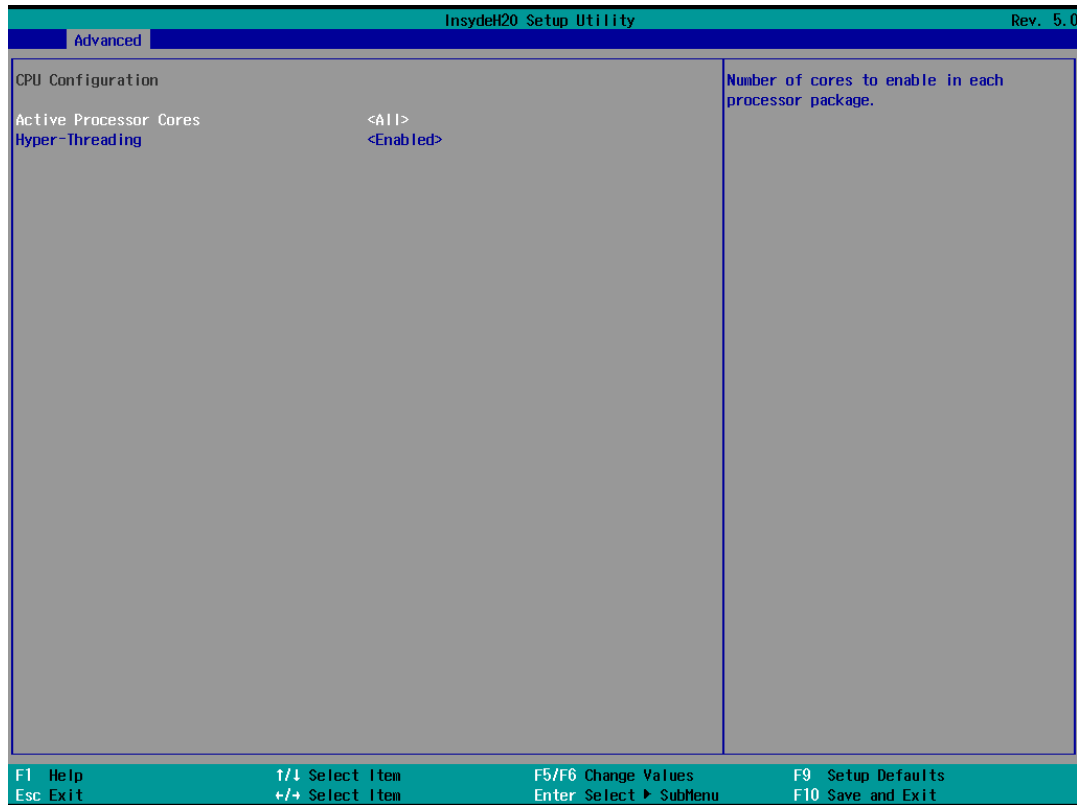 InsydeH20 Setup Utility Rev. 5.0
Advanced
CPU Configuration
Active Processor Cores <All>
Hyper-Threading <Enabled>
Number of cores to enable in each
processor package.
F1 Help ↑/↓ Select Item F5/F6 Change Values F9 Setup Defaults
Esc Exit ←/→ Select Item Enter Select ▶ SubMenu F10 Save and Exit